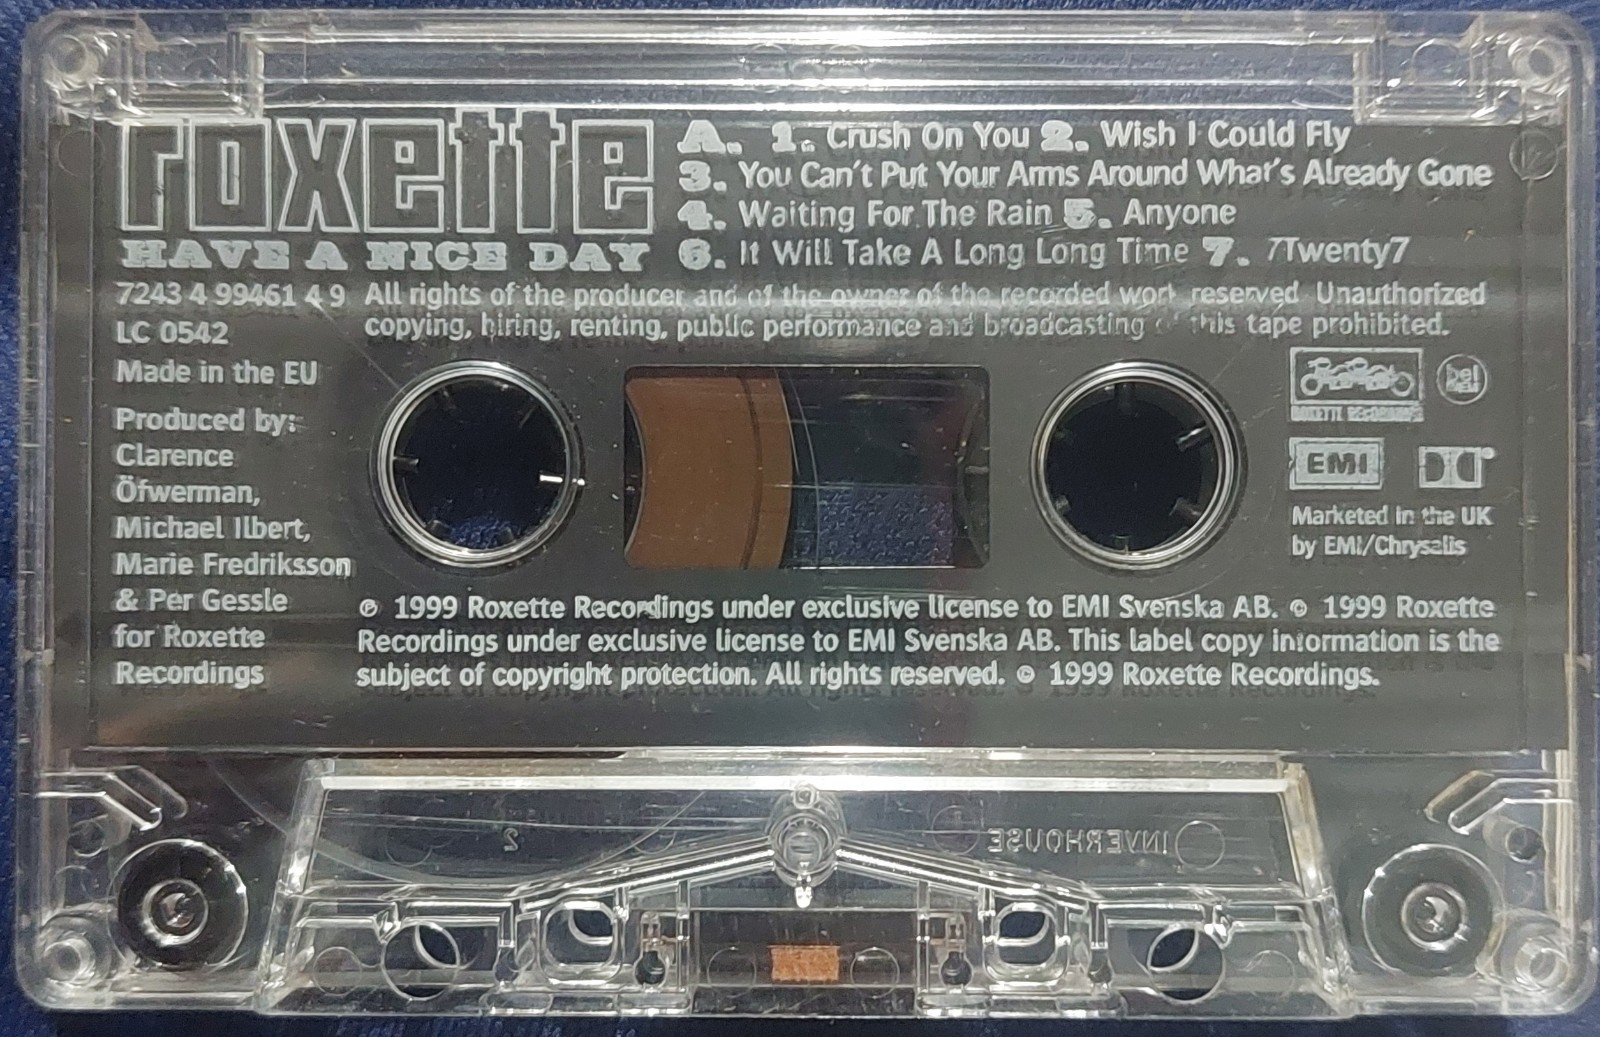 roxette
HAVE A NICE DAY
A. 1. Crush On You 2. Wish I Could Fly
3. You Can't Put Your Arms Around What's Already Gone
4. Waiting For The Rain 5. Anyone
6. It Will Take A Long Long Time 7. 7Twenty7
7243 4 99461 4 9
LC 0542
Made in the EU
All rights of the producer and of the owner of the recorded work reserved Unauthorized
copying, hiring, renting, public performance and broadcasting of this tape prohibited.
Produced by:
Clarence
Öfwerman,
Michael Ilbert,
Marie Fredriksson
& Per Gessle
for Roxette
Recordings
ROXETTE RECORDINGS
EMI
Marketed in the UK
by EMI/Chrysalis
℗ 1999 Roxette Recordings under exclusive license to EMI Svenska AB. © 1999 Roxette
Recordings under exclusive license to EMI Svenska AB. This label copy information is the
subject of copyright protection. All rights reserved. © 1999 Roxette Recordings.
2
INVERHOUSE